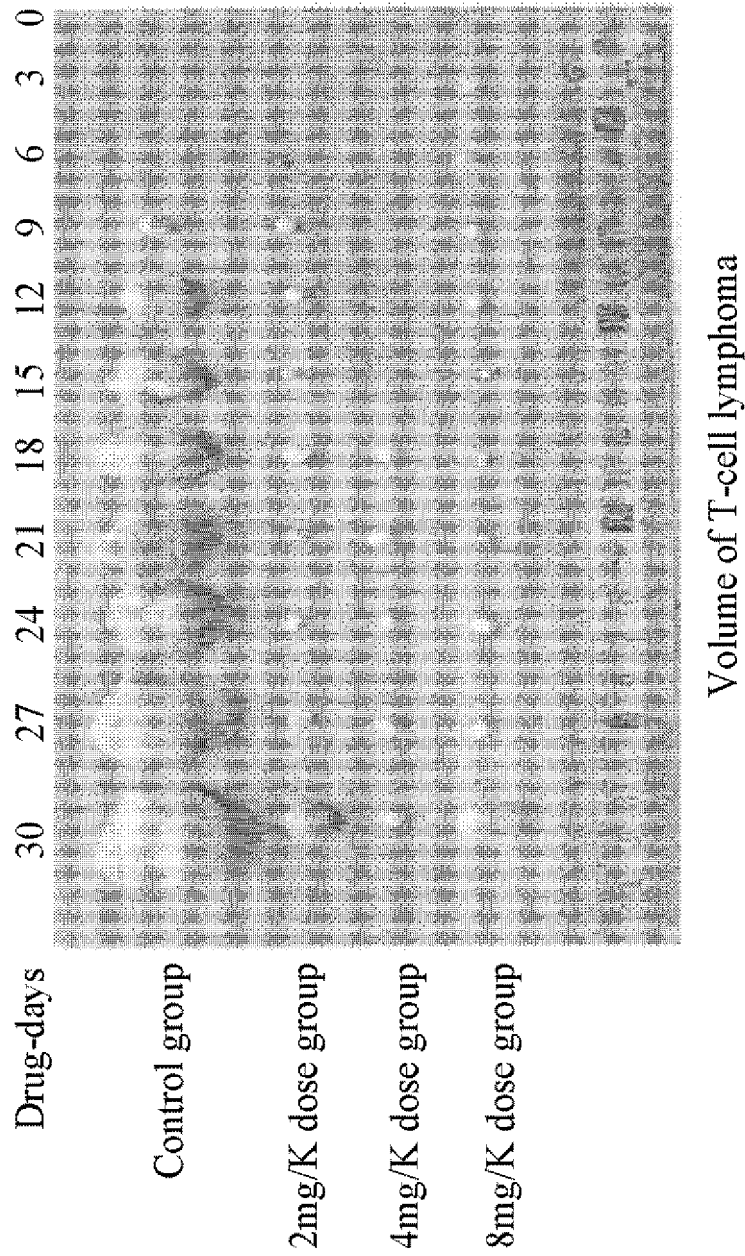 Drug-days 30 27 24 21 18 15 12 9 6 3 0
Control group
2mg/K dose group
4mg/K dose group
8mg/K dose group
Volume of T-cell lymphoma